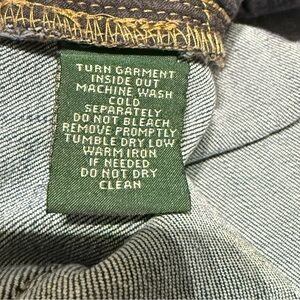 TURN GARMENT
INSIDE OUT
MACHINE WASH
COLD
SEPARATELY
DO NOT BLEACH
REMOVE PROMPTLY
TUMBLE DRY LOW
WARM IRON
IF NEEDED
DO NOT DRY
CLEAN